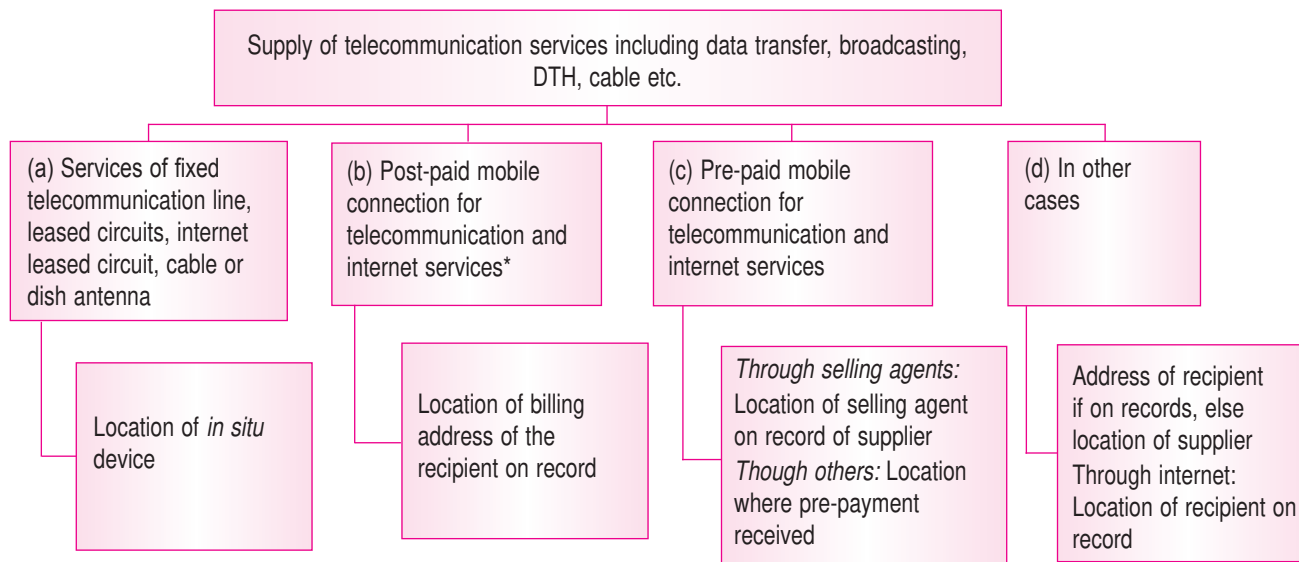 Supply of telecommunication services including data transfer, broadcasting,
DTH, cable etc.
(a) Services of fixed
telecommunication line,
leased circuits, internet
leased circuit, cable or
dish antenna
(b) Post-paid mobile
connection for
telecommunication and
internet services*
(c) Pre-paid mobile
connection for
telecommunication and
internet services
(d) In other
cases
Location of in situ
device
Location of billing
address of the
recipient on record
Through selling agents:
Location of selling agent
on record of supplier
Though others: Location
where pre-payment
received
Address of recipient
if on records, else
location of supplier
Through internet:
Location of recipient on
record